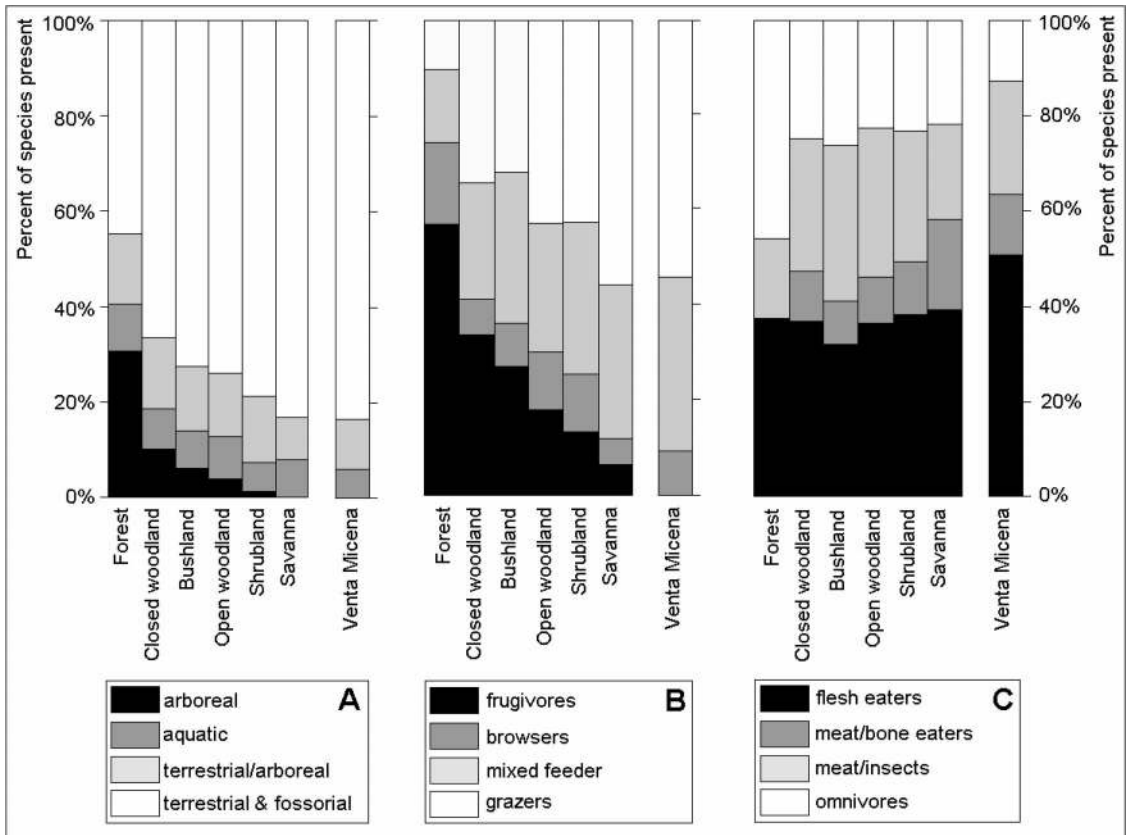 Percent of species present
100%
80%
60%
40%
20%
0%
Forest
Closed woodland
Bushland
Open woodland
Shrubland
Savanna
Venta Micena
Forest
Closed woodland
Bushland
Open woodland
Shrubland
Savanna
Venta Micena
Forest
Closed woodland
Bushland
Open woodland
Shrubland
Savanna
Venta Micena
100%
80%
60%
40%
20%
0%
Percent of species present
A
arboreal
aquatic
terrestrial/arboreal
terrestrial & fossorial
B
frugivores
browsers
mixed feeder
grazers
C
flesh eaters
meat/bone eaters
meat/insects
omnivores